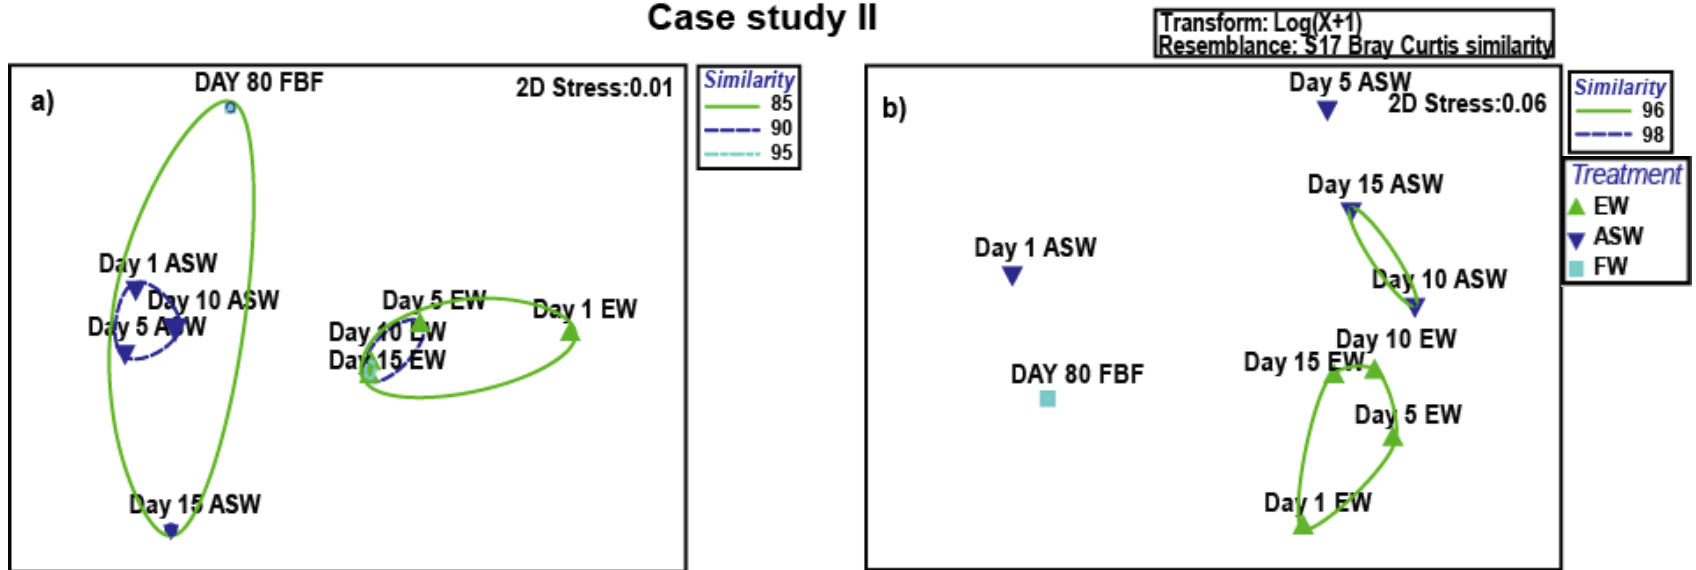 Case study II
Transform: Log(X+1)
Resemblance: S17 Bray Curtis similarity
a)
DAY 80 FBF
2D Stress:0.01
Day 1 ASW
Day 10 ASW
Day 5 ASW
Day 15 ASW
Day 5 EW
Day 1 EW
Day 10 EW
Day 15 EW
Similarity
85
90
95
b)
Day 5 ASW
2D Stress:0.06
Day 15 ASW
Day 1 ASW
Day 10 ASW
Day 10 EW
Day 15 EW
DAY 80 FBF
Day 5 EW
Day 1 EW
Similarity
96
98
Treatment
EW
ASW
FW